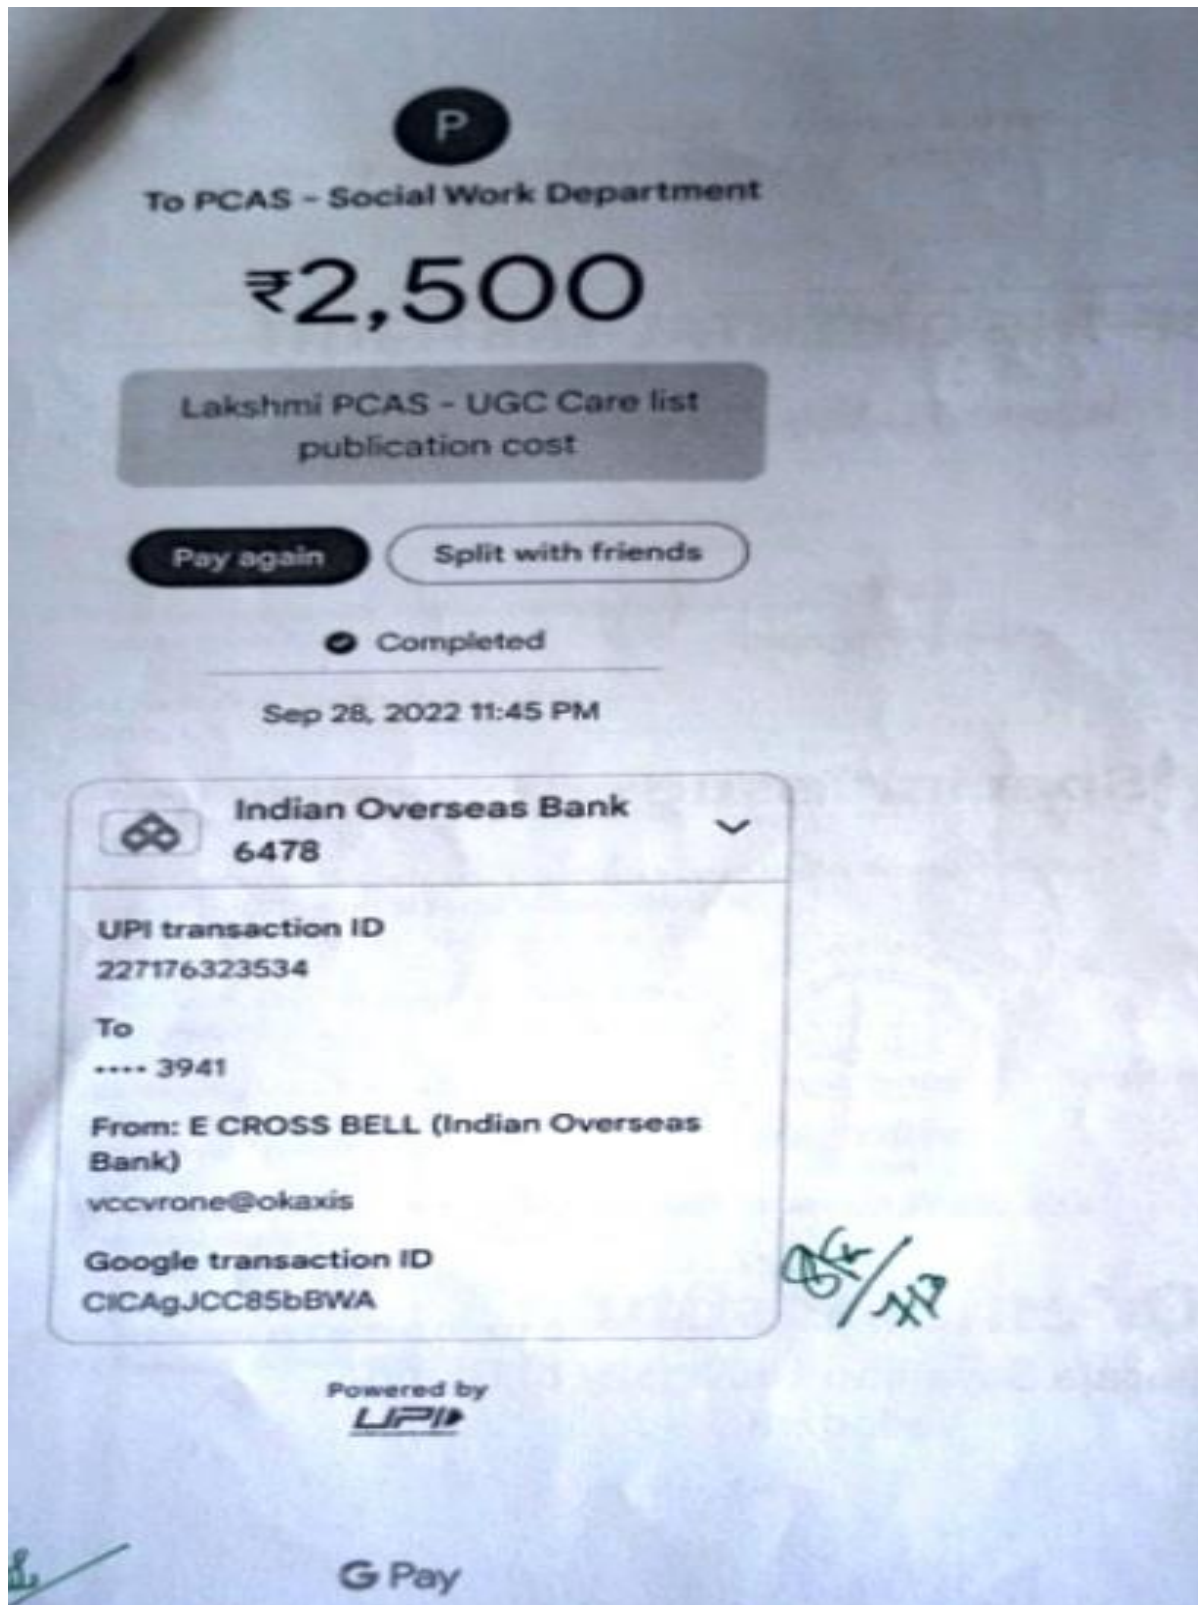 P
To PCAS - Social Work Department
₹2,500
Lakshmi PCAS - UGC Care list
publication cost
Pay again
Split with friends
Completed
Sep 28, 2022 11:45 PM
Indian Overseas Bank
6478
UPI transaction ID
227176323534
To
•••• 3941
From: E CROSS BELL (Indian Overseas
Bank)
vccvrone@okaxis
Google transaction ID
CICAgJCC85bBWA
Powered by
UPI
G Pay